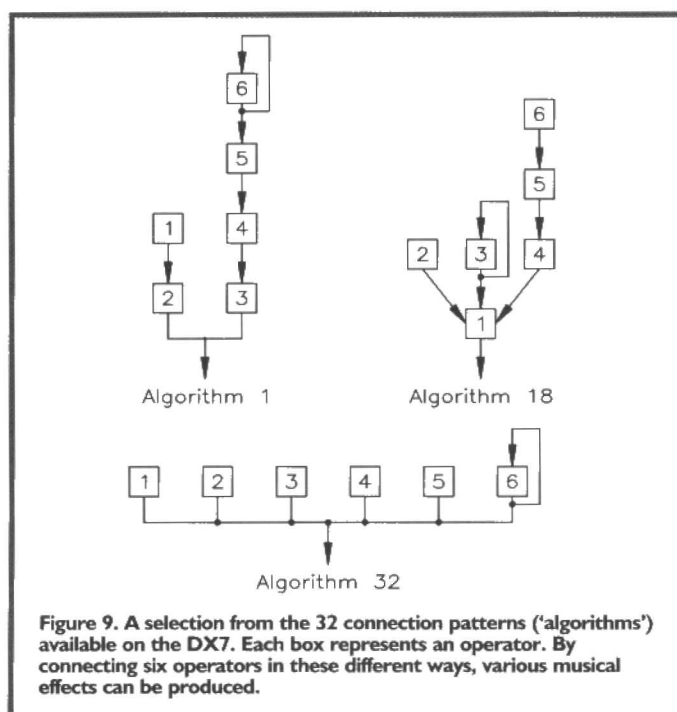 6
5
1
4
2
3
Algorithm 1
6
5
2
3
4
1
Algorithm 18
1
2
3
4
5
6
Algorithm 32
Figure 9. A selection from the 32 connection patterns (‘algorithms’)
available on the DX7. Each box represents an operator. By
connecting six operators in these different ways, various musical
effects can be produced.